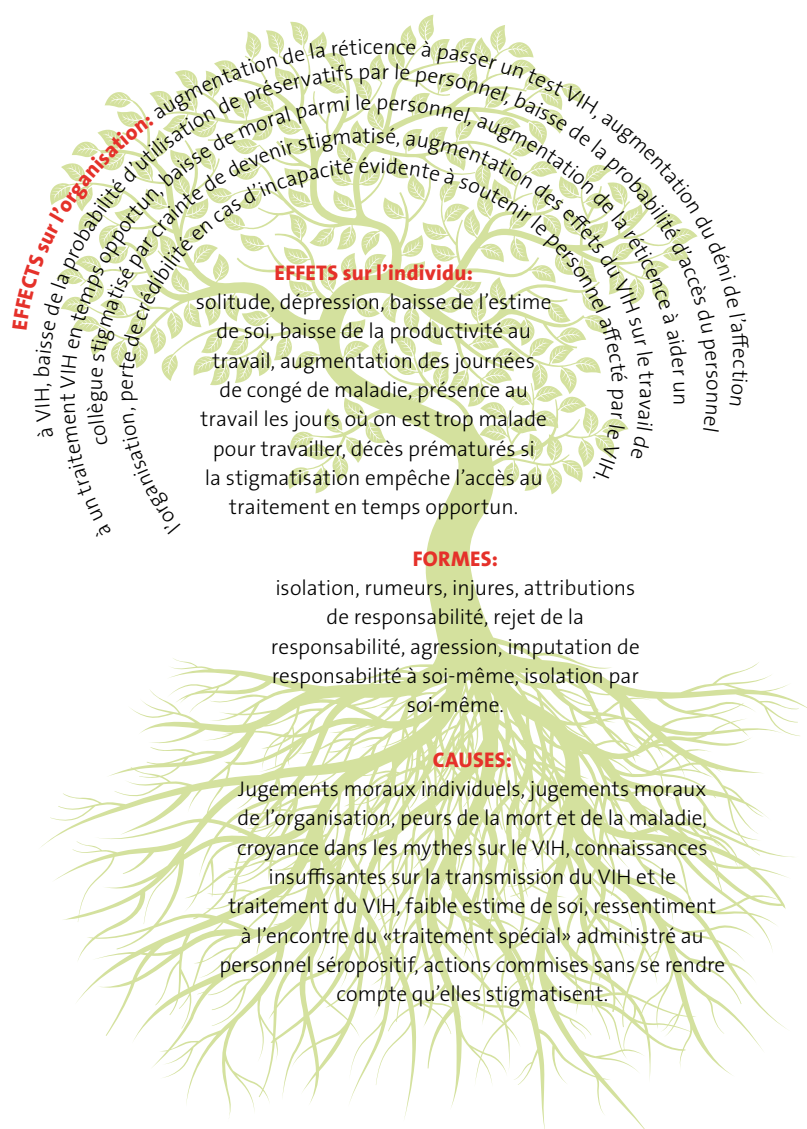 EFFECTS sur l’organisation: augmentation de la réticence à passer un test VIH, augmentation du déni de l’affection
à VIH, baisse de la probabilité d’utilisation de préservatifs par le personnel, baisse de la probabilité d’accès du personnel
à un traitement VIH en temps opportun, baisse de moral parmi le personnel, augmentation de la réticence à aider un
collègue stigmatisé par crainte de devenir stigmatisé, augmentation des effets du VIH sur le travail de
l’organisation, perte de crédibilité en cas d’incapacité évidente à soutenir le personnel affecté par le VIH.
EFFETS sur l’individu:
solitude, dépression, baisse de l’estime
de soi, baisse de la productivité au
travail, augmentation des journées
de congé de maladie, présence au
travail les jours où on est trop malade
pour travailler, décès prématurés si
la stigmatisation empêche l’accès au
traitement en temps opportun.
FORMES:
isolation, rumeurs, injures, attributions
de responsabilité, rejet de la
responsabilité, agression, imputation de
responsabilité à soi-même, isolation par
soi-même.
CAUSES:
Jugements moraux individuels, jugements moraux
de l’organisation, peurs de la mort et de la maladie,
croyance dans les mythes sur le VIH, connaissances
insuffisantes sur la transmission du VIH et le
traitement du VIH, faible estime de soi, ressentiment
à l’encontre du «traitement spécial» administré au
personnel séropositif, actions commises sans se rendre
compte qu’elles stigmatisent.